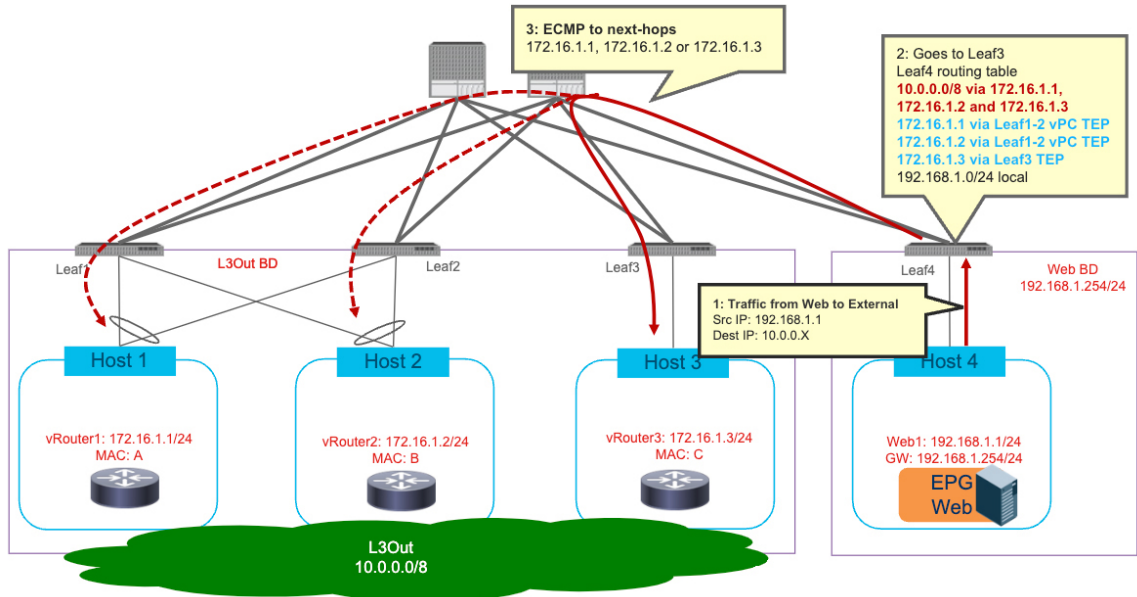 3: ECMP to next-hops
172.16.1.1, 172.16.1.2 or 172.16.1.3
2: Goes to Leaf3
Leaf4 routing table
10.0.0.0/8 via 172.16.1.1,
172.16.1.2 and 172.16.1.3
172.16.1.1 via Leaf1-2 vPC TEP
172.16.1.2 via Leaf1-2 vPC TEP
172.16.1.3 via Leaf3 TEP
192.168.1.0/24 local
Leaf1
L3Out BD
Leaf2
Leaf3
Leaf4
Web BD
192.168.1.254/24
1: Traffic from Web to External
Src IP: 192.168.1.1
Dest IP: 10.0.0.X
Host 1
Host 2
Host 3
Host 4
vRouter1: 172.16.1.1/24
MAC: A
vRouter2: 172.16.1.2/24
MAC: B
vRouter3: 172.16.1.3/24
MAC: C
Web1: 192.168.1.1/24
GW: 192.168.1.254/24
EPG
Web
L3Out
10.0.0.0/8